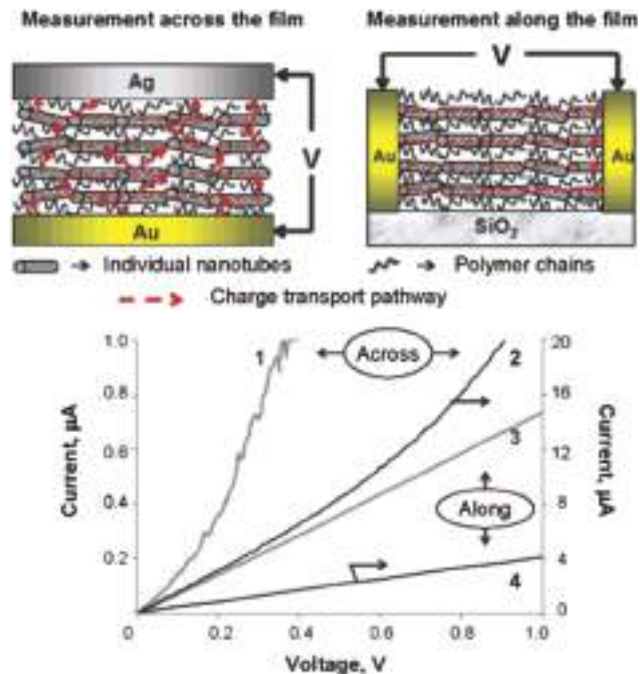 Measurement across the film
Measurement along the film
Ag
V
Au
V
Au
Au
SiO2
Individual nanotubes
Polymer chains
Charge transport pathway
1.0
0.8
0.6
0.4
0.2
Current, µA
1
Across
2
3
Along
4
20
16
12
8
4
0
Current, µA
0 0.2 0.4 0.6 0.8 1.0
Voltage, V